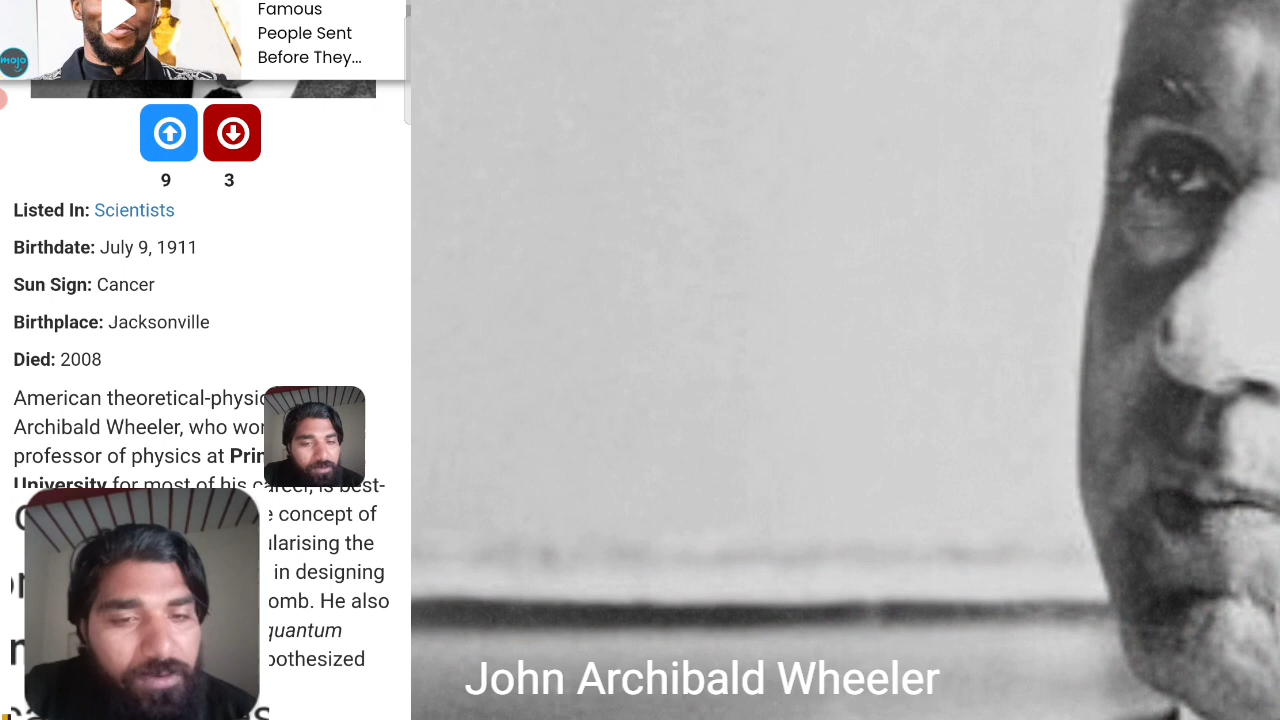 Famous
People Sent
Before They...
mojo
9 3
Listed In: Scientists
Birthdate: July 9, 1911
Sun Sign: Cancer
Birthplace: Jacksonville
Died: 2008
American theoretical-physic
Archibald Wheeler, who wor
professor of physics at Prin
University for most of his career, is best-
e concept of
ularising the
in designing
omb. He also
quantum
pothesized
John Archibald Wheeler